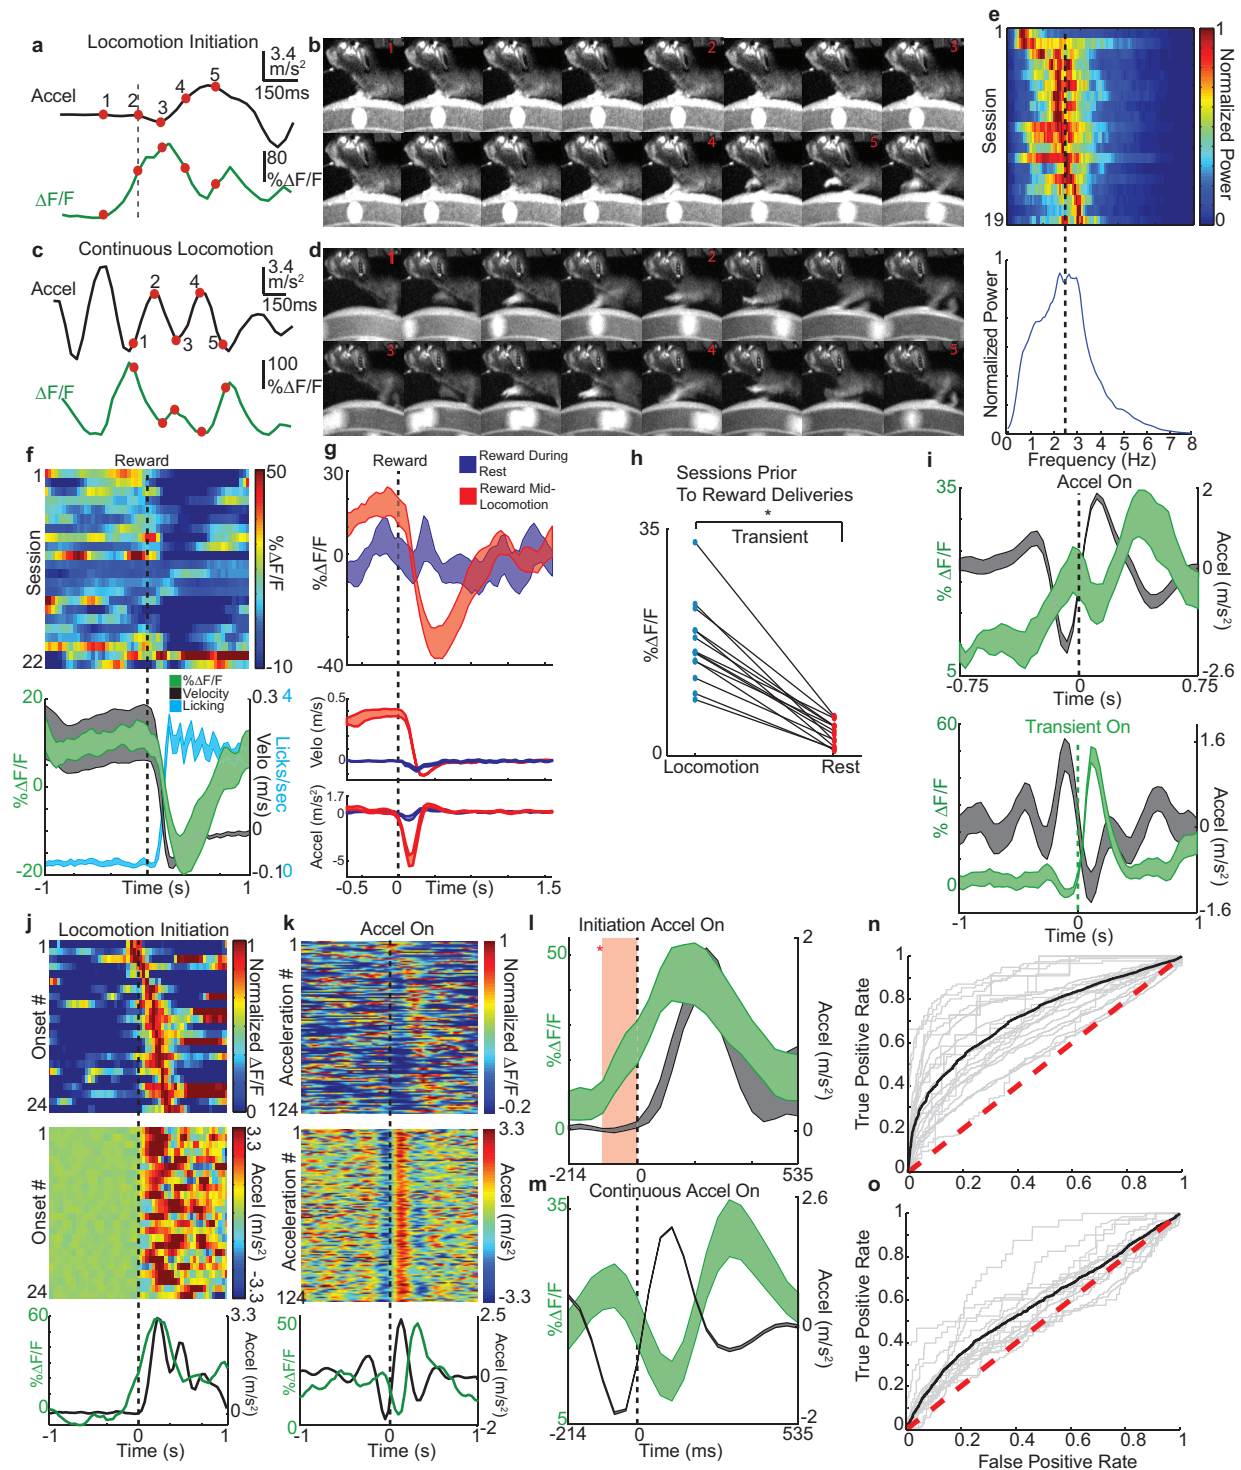 a Locomotion Initiation
3.4
m/s²
150ms
Accel
1 2 3 4 5
80
%ΔF/F
ΔF/F
b
1 2 3
4 5
c Continuous Locomotion
3.4
m/s²
150ms
Accel
2 4
1 3 5
100
%ΔF/F
ΔF/F
d
1 2
3 4 5
e
1
Session
19
1
Normalized Power
0
1
Normalized Power
0
0 1 2 3 4 5 6 7 8
Frequency (Hz)
f Reward
1
Session
22
50
%ΔF/F
-10
%ΔF/F
Velocity
Licking
20
%ΔF/F
0
-20
0.3 4
Velo (m/s)
Licks/sec
0
-0.1 0
-1 Time (s) 1
g Reward
Reward During
Rest
Reward Mid-
Locomotion
30
%ΔF/F
0
-40
0.5
Velo (m/s)
0
1.7
Accel (m/s²)
0
-5
-0.5 0 Time (s) 1.5
h
Sessions Prior
To Reward Deliveries
*
Transient
35
%ΔF/F
0
Locomotion Rest
i
Accel On
35
% ΔF/F
5
2
Accel (m/s²)
0
-2.6
-0.75 0 0.75
Time (s)
Transient On
60
% ΔF/F
0
1.6
Accel (m/s²)
0
-1.6
-1 0 1
Time (s)
j Locomotion Initiation
1
Onset #
24
1
Normalized ΔF/F
0
1
Onset #
24
3.3
Accel (m/s²)
-3.3
60
%ΔF/F
0
3.3
Accel (m/s²)
0
-1 0 1
Time (s)
k Accel On
1
Acceleration #
124
1
Normalized ΔF/F
-0.2
1
Acceleration #
124
3.3
Accel (m/s²)
-3.3
50
%ΔF/F
0
2.5
Accel (m/s²)
0
-2
-1 0 1
Time (s)
l Initiation Accel On
*
50
%ΔF/F
0
2
Accel (m/s²)
0
-214 0 535
m Continuous Accel On
35
%ΔF/F
5
2.6
Accel (m/s²)
0
-2
-214 0 535
Time (ms)
n
True Positive Rate
1
0.8
0.6
0.4
0.2
0
0 0.2 0.4 0.6 0.8 1
o
True Positive Rate
1
0.8
0.6
0.4
0.2
0
0 0.2 0.4 0.6 0.8 1
False Positive Rate